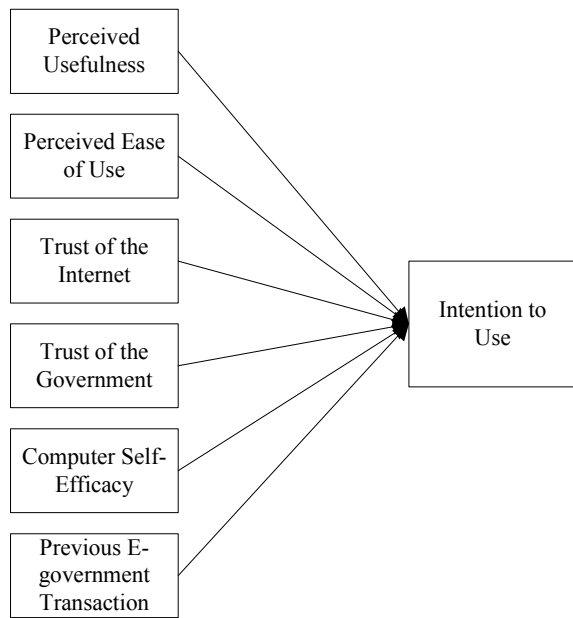 Perceived
Usefulness
Perceived Ease
of Use
Trust of the
Internet
Trust of the
Government
Computer Self-
Efficacy
Previous E-
government
Transaction
Intention to
Use